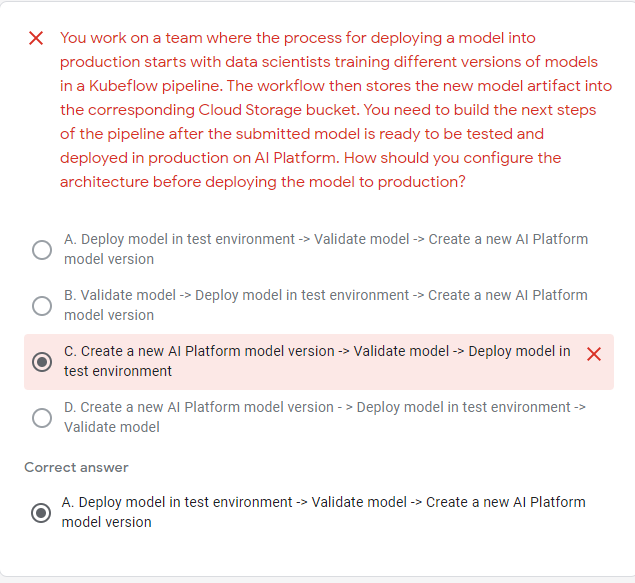 You work on a team where the process for deploying a model into
production starts with data scientists training different versions of models
in a Kubeflow pipeline. The workflow then stores the new model artifact into
the corresponding Cloud Storage bucket. You need to build the next steps
of the pipeline after the submitted model is ready to be tested and
deployed in production on AI Platform. How should you configure the
architecture before deploying the model to production?
A. Deploy model in test environment -> Validate model -> Create a new AI Platform
model version
B. Validate model -> Deploy model in test environment -> Create a new AI Platform
model version
C. Create a new AI Platform model version -> Validate model -> Deploy model in
test environment
D. Create a new AI Platform model version - > Deploy model in test environment ->
Validate model
Correct answer
A. Deploy model in test environment -> Validate model -> Create a new AI Platform
model version